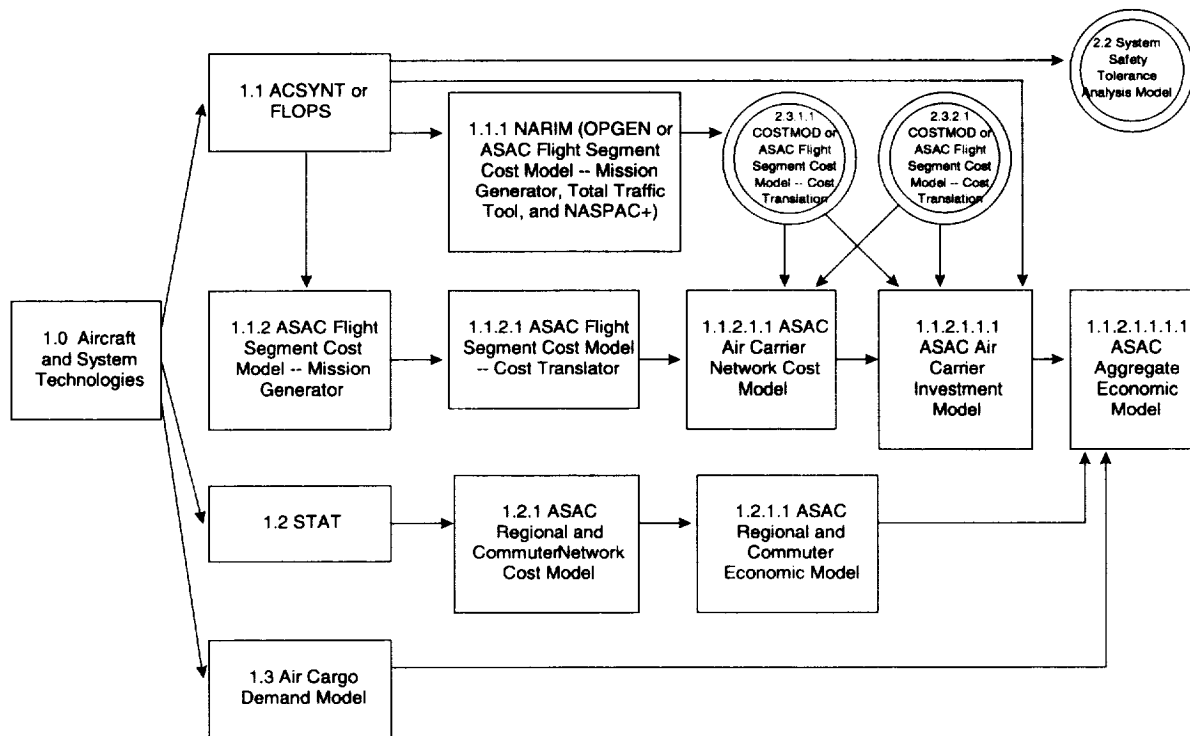 2.2 System
Safety
Tolerance
Analysis Model
1.1 ACSYNT or
FLOPS
1.1.1 NARIM (OPGEN or
ASAC Flight Segment
Cost Model -- Mission
Generator, Total Traffic
Tool, and NASPAC+)
2.3.1.1
COSTMOD or
ASAC Flight
Segment Cost
Model -- Cost
Translation
2.3.2.1
COSTMOD or
ASAC Flight
Segment Cost
Model -- Cost
Translation
1.0 Aircraft
and System
Technologies
1.1.2 ASAC Flight
Segment Cost
Model -- Mission
Generator
1.1.2.1 ASAC Flight
Segment Cost Model
-- Cost Translator
1.1.2.1.1 ASAC
Air Carrier
Network Cost
Model
1.1.2.1.1.1
ASAC Air
Carrier
Investment
Model
1.1.2.1.1.1.1
ASAC
Aggregate
Economic
Model
1.2 STAT
1.2.1 ASAC
Regional and
CommuterNetwork
Cost Model
1.2.1.1 ASAC
Regional and
Commuter
Economic Model
1.3 Air Cargo
Demand Model